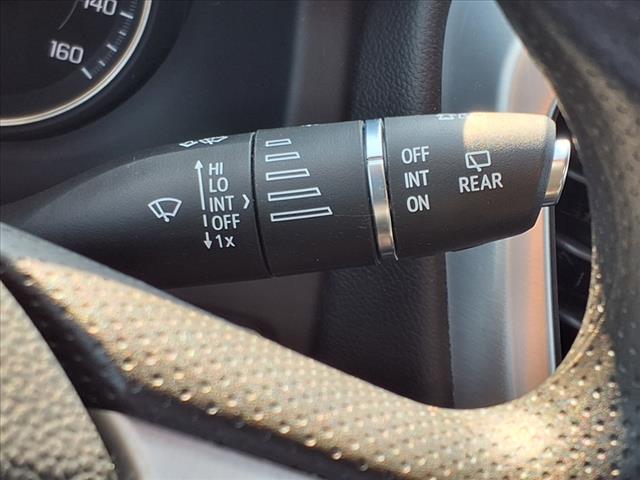 140
160
HI
LO
INT
OFF
1x
OFF
INT
ON
REAR